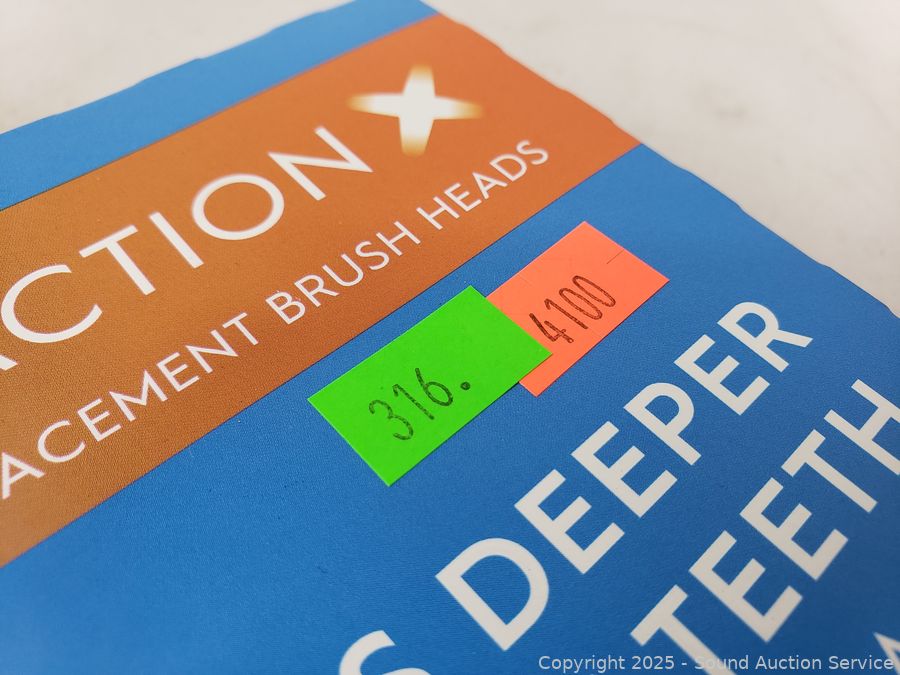 ACTION
ACEMENT BRUSH HEADS
4100
316.
S DEEPER
TEETH
Copyright 2025 - Sound Auction Service